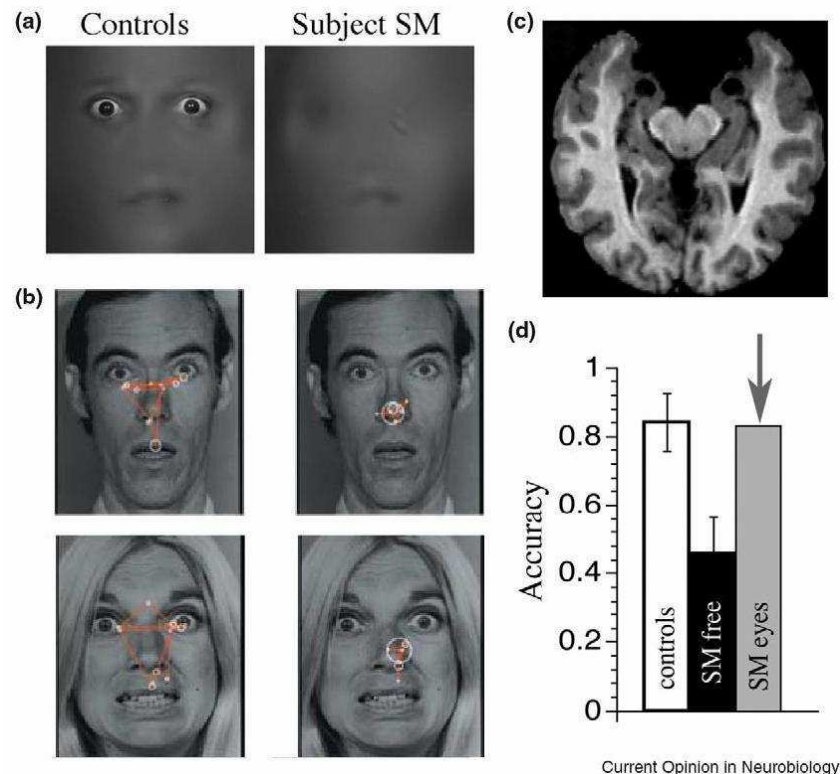 (a) Controls Subject SM
(c)
(b)
(d)
1
0.8
0.6
0.4
0.2
0
Accuracy
controls
SM free
SM eyes
Current Opinion in Neurobiology